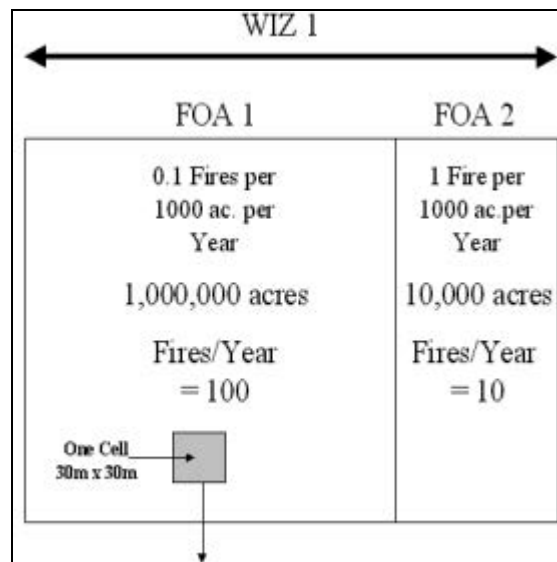 WIZ 1
FOA 1
0.1 Fires per
1000 ac. per
Year
1,000,000 acres
Fires/Year
= 100
One Cell
30m x 30m
FOA 2
1 Fire per
1000 ac.per
Year
10,000 acres
Fires/Year
= 10